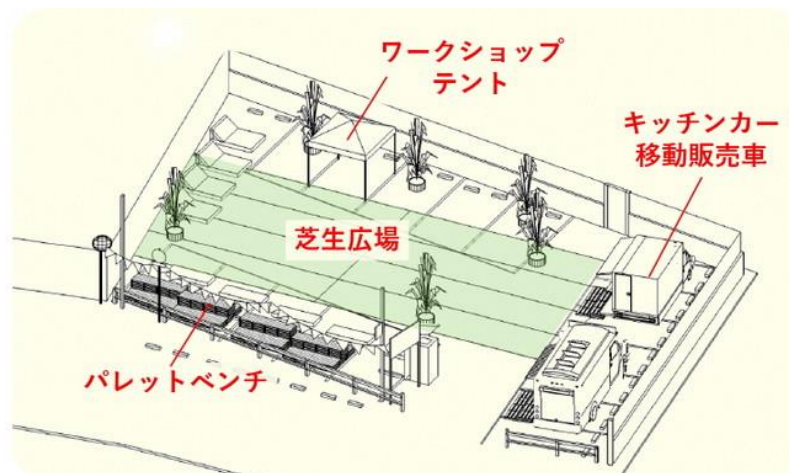 ワークショップ
テント
キッチンカー
移動販売車
芝生広場
パレットベンチ